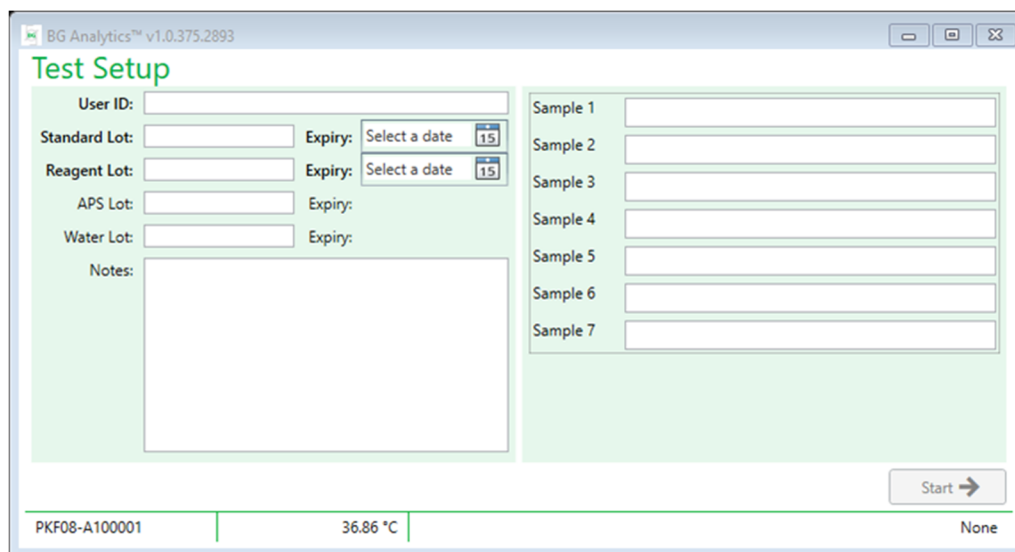 BG Analytics™ v1.0.375.2893
Test Setup
User ID:
Standard Lot: Expiry: Select a date 15
Reagent Lot: Expiry: Select a date 15
APS Lot: Expiry:
Water Lot: Expiry:
Notes:
Sample 1
Sample 2
Sample 3
Sample 4
Sample 5
Sample 6
Sample 7
Start
PKF08-A100001 36.86 °C None